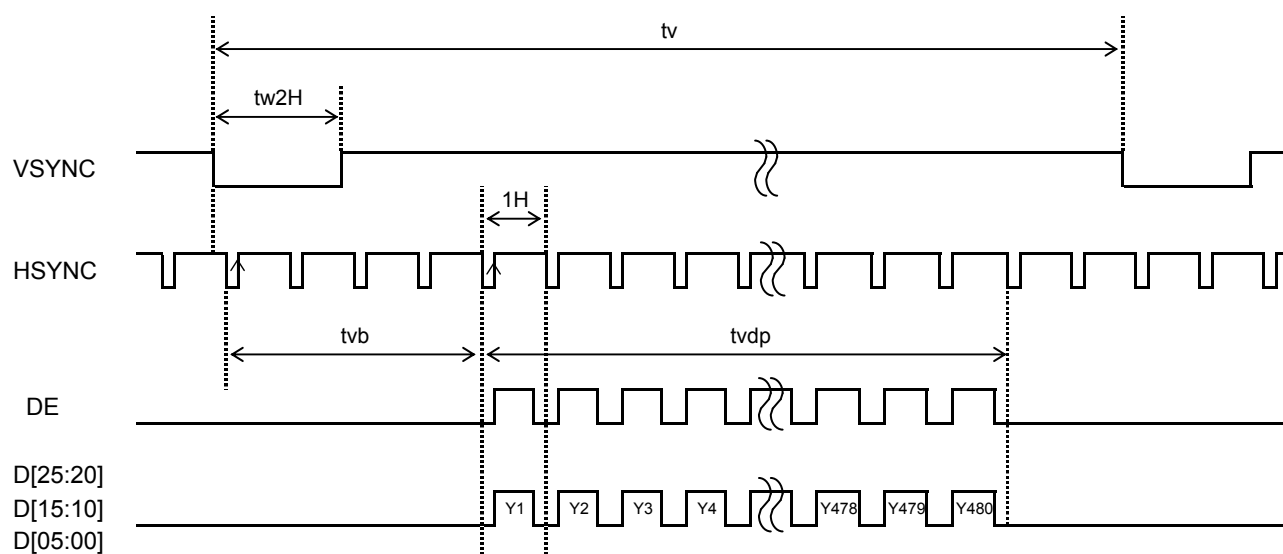 tv
tw2H
VSYNC
1H
HSYNC
tvb
tvdp
DE
D[25:20]
D[15:10]
D[05:00]
Y1 Y2 Y3 Y4 Y478 Y479 Y480